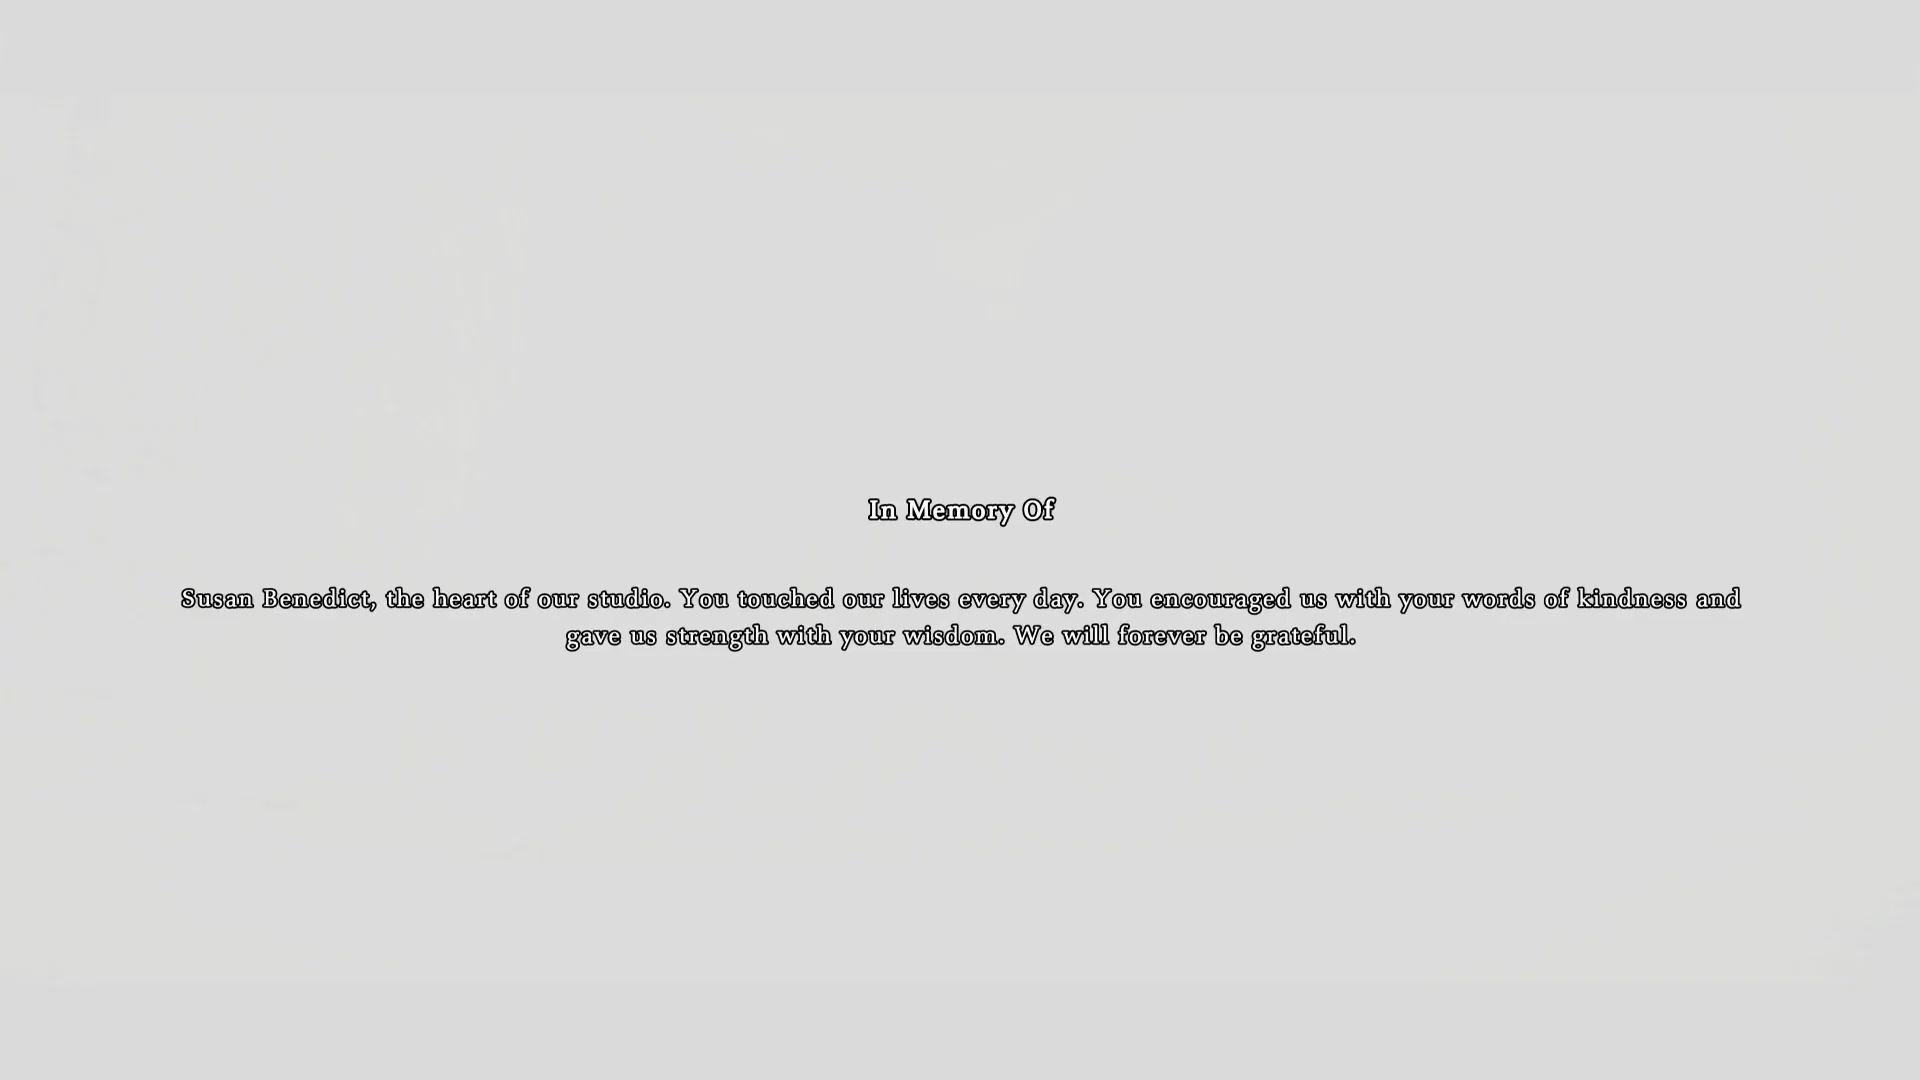 In Memory Of
Susan Benedict, the heart of our studio. You touched our lives every day. You encouraged us with your words of kindness and
gave us strength with your wisdom. We will forever be grateful.